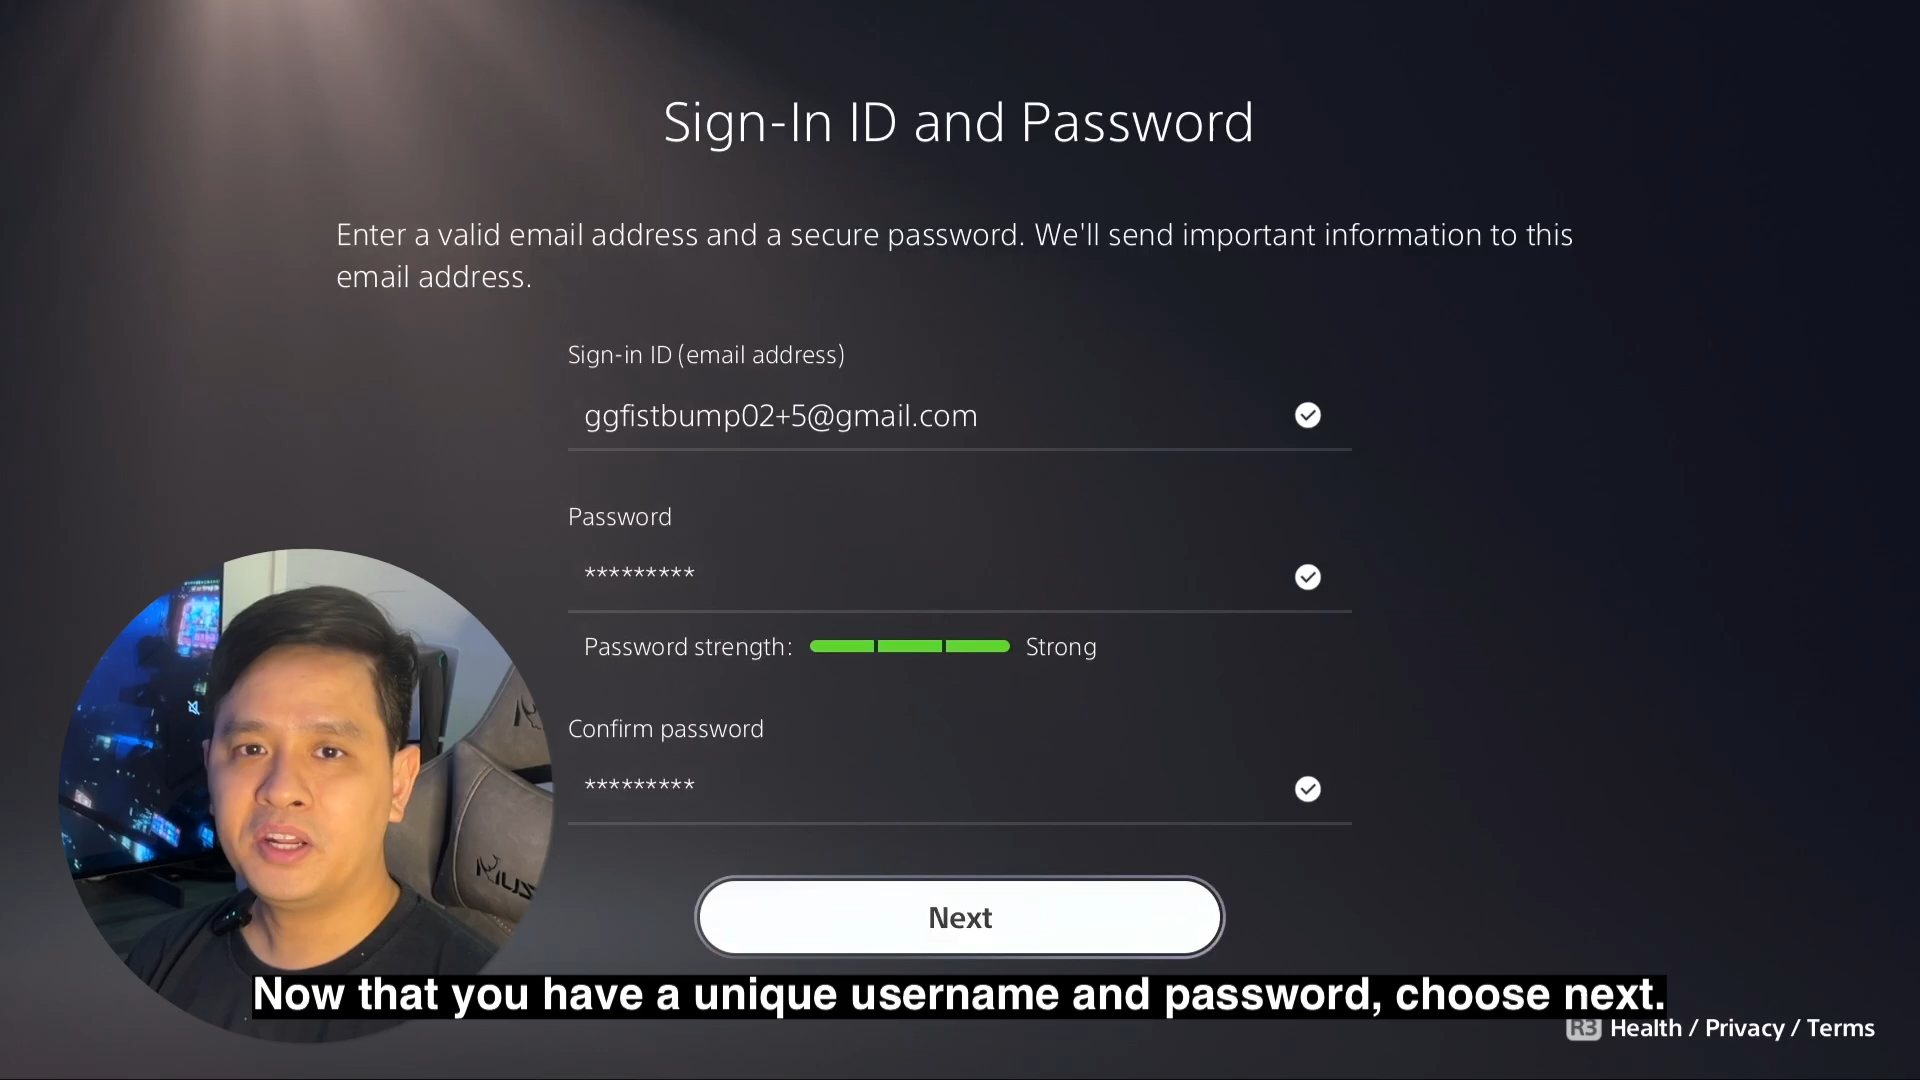 Sign-In ID and Password
Enter a valid email address and a secure password. We'll send important information to this
email address.
Sign-in ID (email address)
ggfistbump02+5@gmail.com
Password
*********
Password strength: Strong
Confirm password
*********
Next
Now that you have a unique username and password, choose next.
R3 Health / Privacy / Terms